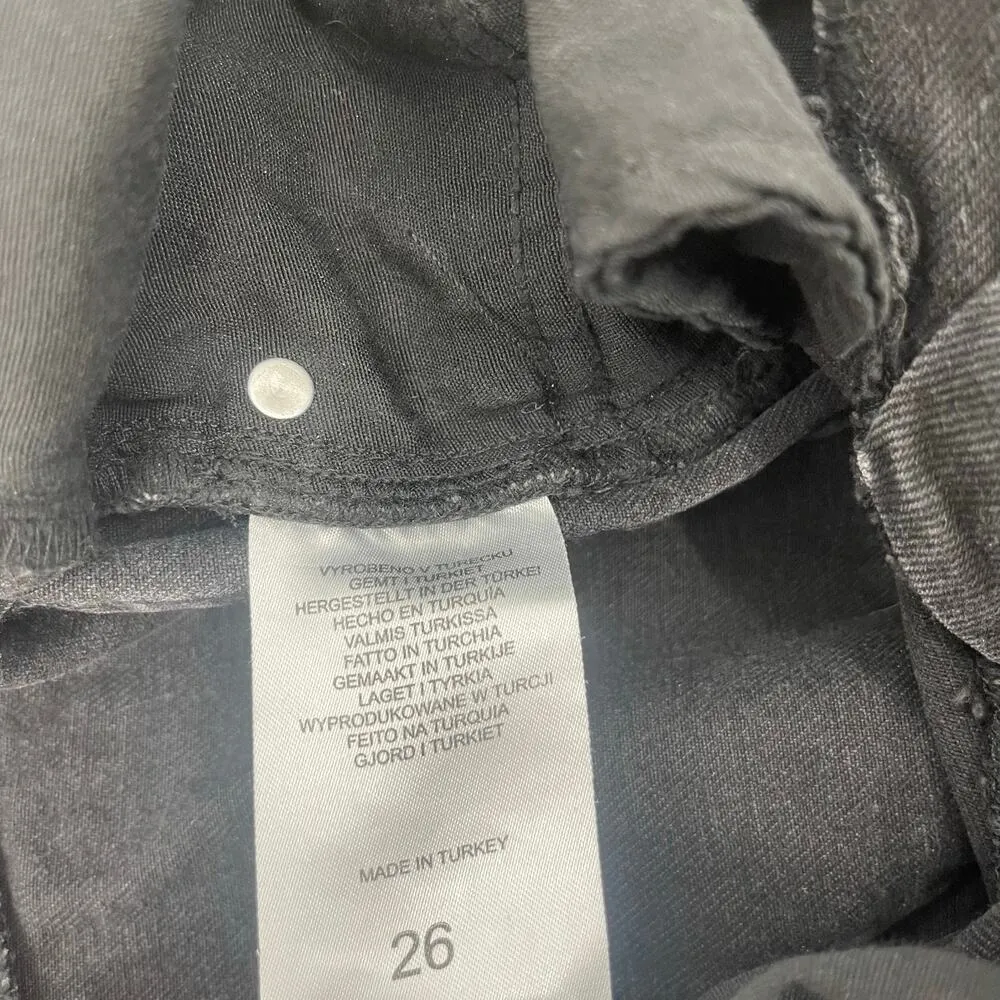 VYROBENO V TURECKU
GEMT I TURKIET
HERGESTELLT IN DER TÜRKEI
HECHO EN TURQUIA
VALMIS TURKISSA
FATTO IN TURCHIA
GEMAAKT IN TURKIJE
LAGET I TYRKIA
WYPRODUKOWANE W TURCJI
FEITO NA TURQUIA
GJORD I TURKIET
MADE IN TURKEY
26